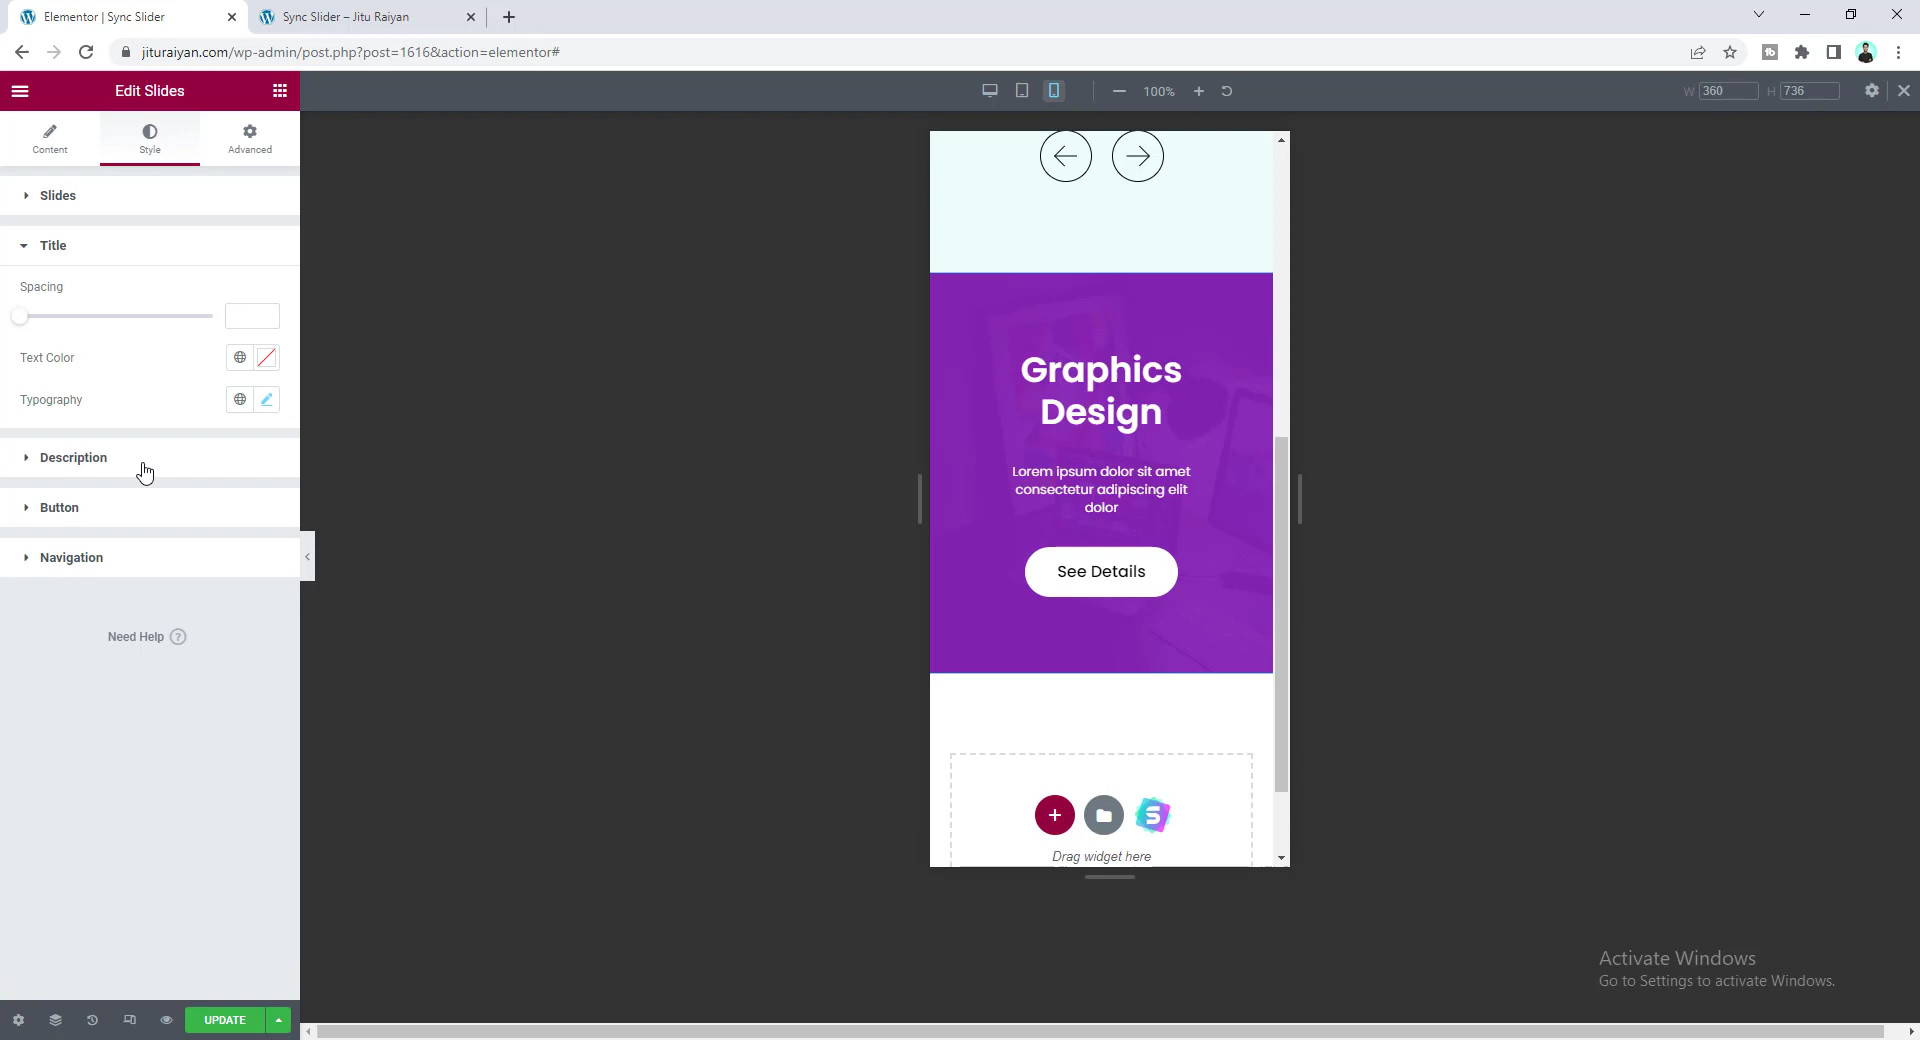 Elementor | Sync Slider
Sync Slider – Jitu Raiyan
jituraiyan.com/wp-admin/post.php?post=1616&action=elementor#
Edit Slides
100%
W 360 H 736
Content Style Advanced
Slides
Title
Spacing
Text Color
Typography
Description
Button
Navigation
Need Help ?
UPDATE
Graphics
Design
Lorem ipsum dolor sit amet
consectetur adipiscing elit
dolor
See Details
Drag widget here
Activate Windows
Go to Settings to activate Windows.